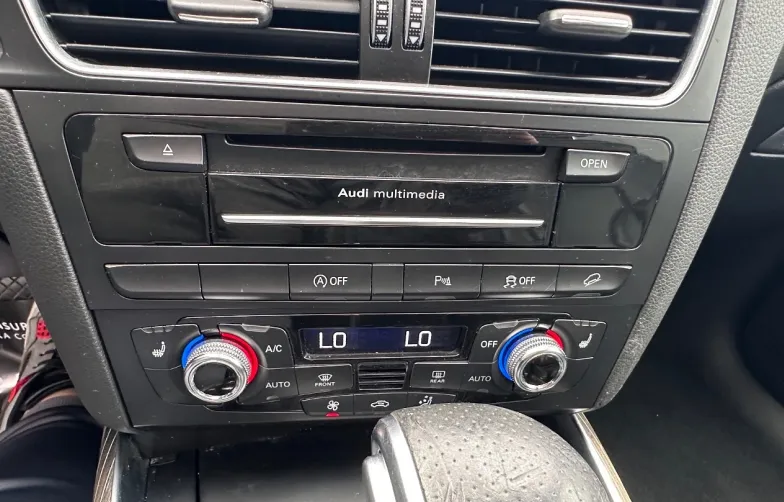 OPEN
Audi multimedia
A OFF
P
OFF
LO LO
A/C
OFF
AUTO
FRONT
REAR
AUTO